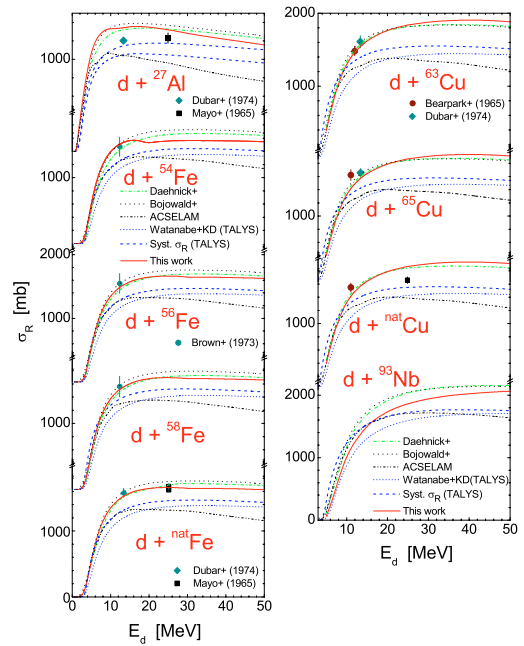 1000
d + ²⁷Al
Dubar+ (1974)
Mayo+ (1965)
1000
d + ⁵⁴Fe
Daehnick+
Bojowald+
ACSELAM
Watanabe+KD (TALYS)
Syst. σR (TALYS)
This work
2000
1000
d + ⁵⁶Fe
Brown+ (1973)
1000
d + ⁵⁸Fe
1000
d + ⁿᵃᵗFe
Dubar+ (1974)
Mayo+ (1965)
0
0 10 20 30 40 50
Ed [MeV]
σR [mb]
2000
1000
d + ⁶³Cu
Bearpark+ (1965)
Dubar+ (1974)
1000
d + ⁶⁵Cu
1000
d + ⁿᵃᵗCu
d + ⁹³Nb
2000
1000
Daehnick+
Bojowald+
ACSELAM
Watanabe+KD(TALYS).
Syst. σR (TALYS)
This work
0
0 10 20 30 40 50
Ed [MeV]